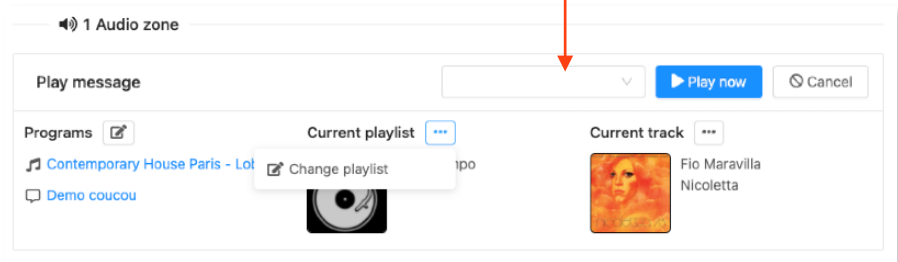 1 Audio zone
Play message
Play now
Cancel
Programs
Current playlist
Current track
Contemporary House Paris - Lob
Change playlist
mpo
Fio Maravilla
Nicoletta
Demo coucou